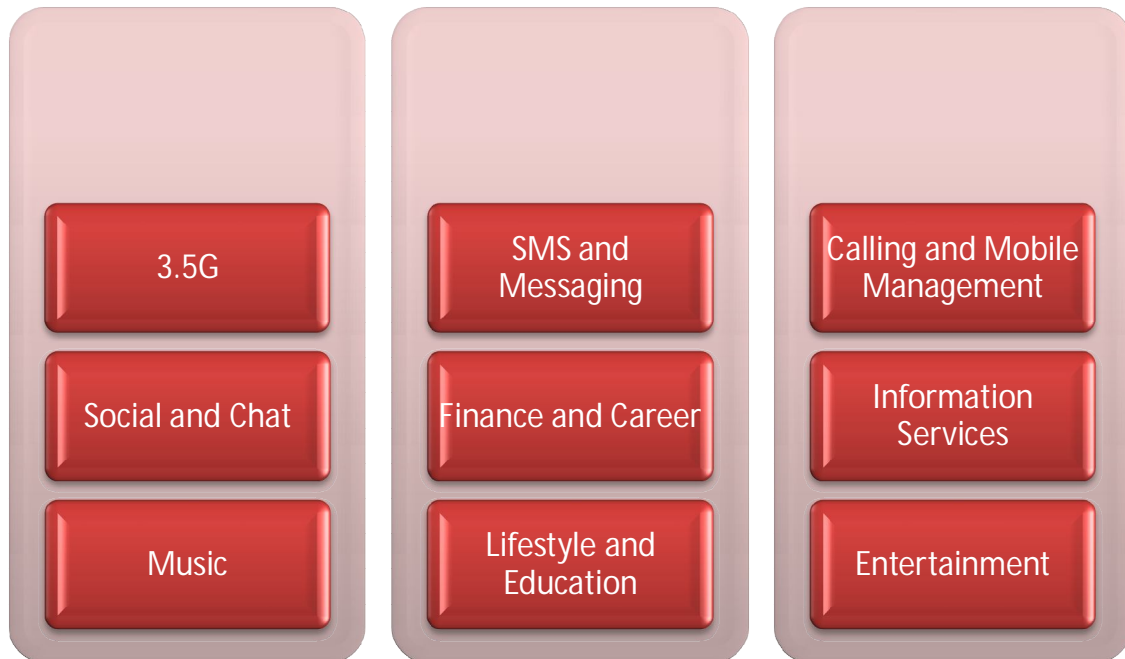 3.5G
Social and Chat
Music
SMS and
Messaging
Finance and Career
Lifestyle and
Education
Calling and Mobile
Management
Information
Services
Entertainment